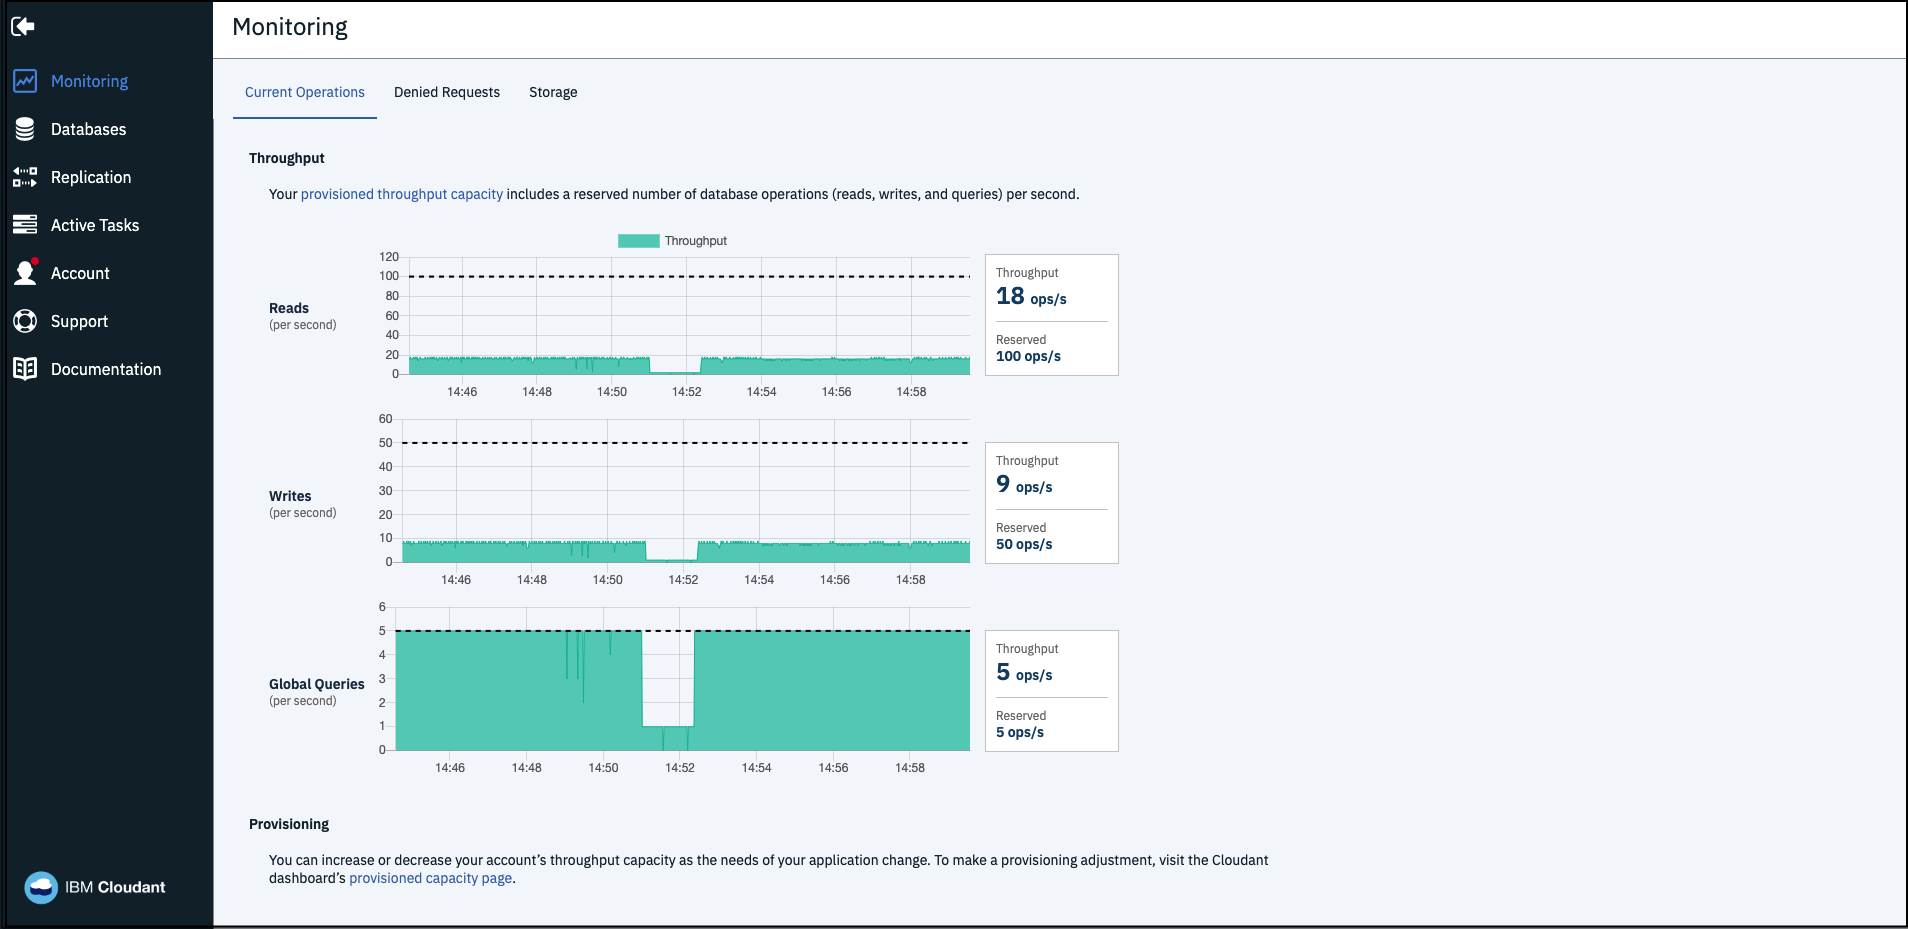 Monitoring
Monitoring
Databases
Replication
Active Tasks
Account
Support
Documentation
IBM Cloudant
Current Operations
Denied Requests
Storage
Throughput
Your provisioned throughput capacity includes a reserved number of database operations (reads, writes, and queries) per second.
Throughput
Reads
(per second)
120
100
80
60
40
20
0
14:46 14:48 14:50 14:52 14:54 14:56 14:58
Throughput
18 ops/s
Reserved
100 ops/s
Writes
(per second)
60
50
40
30
20
10
0
14:46 14:48 14:50 14:52 14:54 14:56 14:58
Throughput
9 ops/s
Reserved
50 ops/s
Global Queries
(per second)
6
5
4
3
2
1
0
14:46 14:48 14:50 14:52 14:54 14:56 14:58
Throughput
5 ops/s
Reserved
5 ops/s
Provisioning
You can increase or decrease your account’s throughput capacity as the needs of your application change. To make a provisioning adjustment, visit the Cloudant
dashboard’s provisioned capacity page.